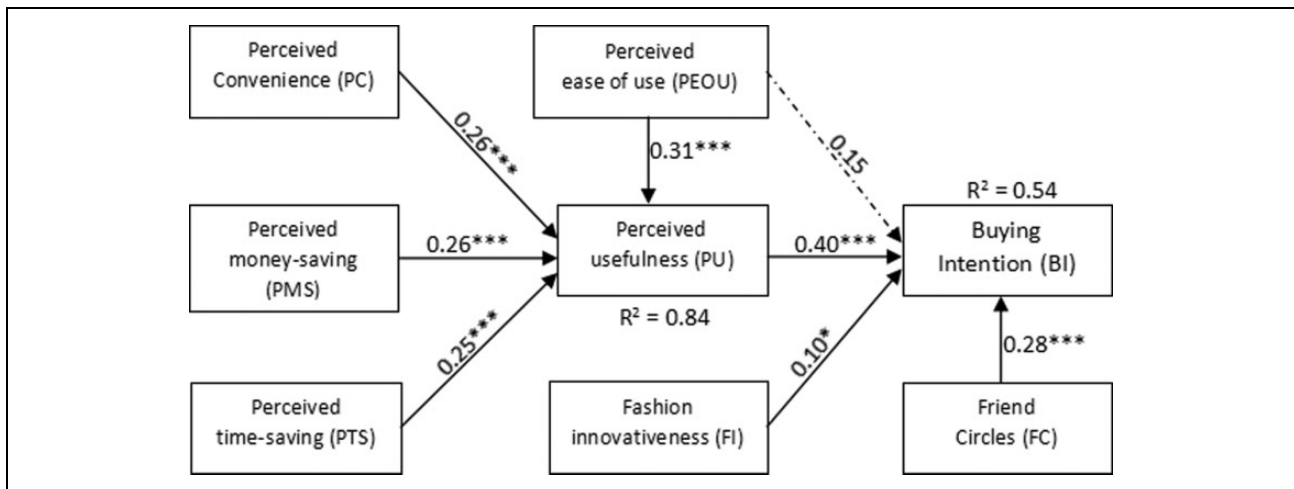 Perceived
Convenience (PC)
Perceived
ease of use (PEOU)
0.26***
0.31***
0.15
R² = 0.54
Perceived
money-saving
(PMS)
0.26***
Perceived
usefulness (PU)
0.40***
Buying
Intention (BI)
R² = 0.84
0.25***
0.10*
0.28***
Perceived
time-saving (PTS)
Fashion
innovativeness (FI)
Friend
Circles (FC)